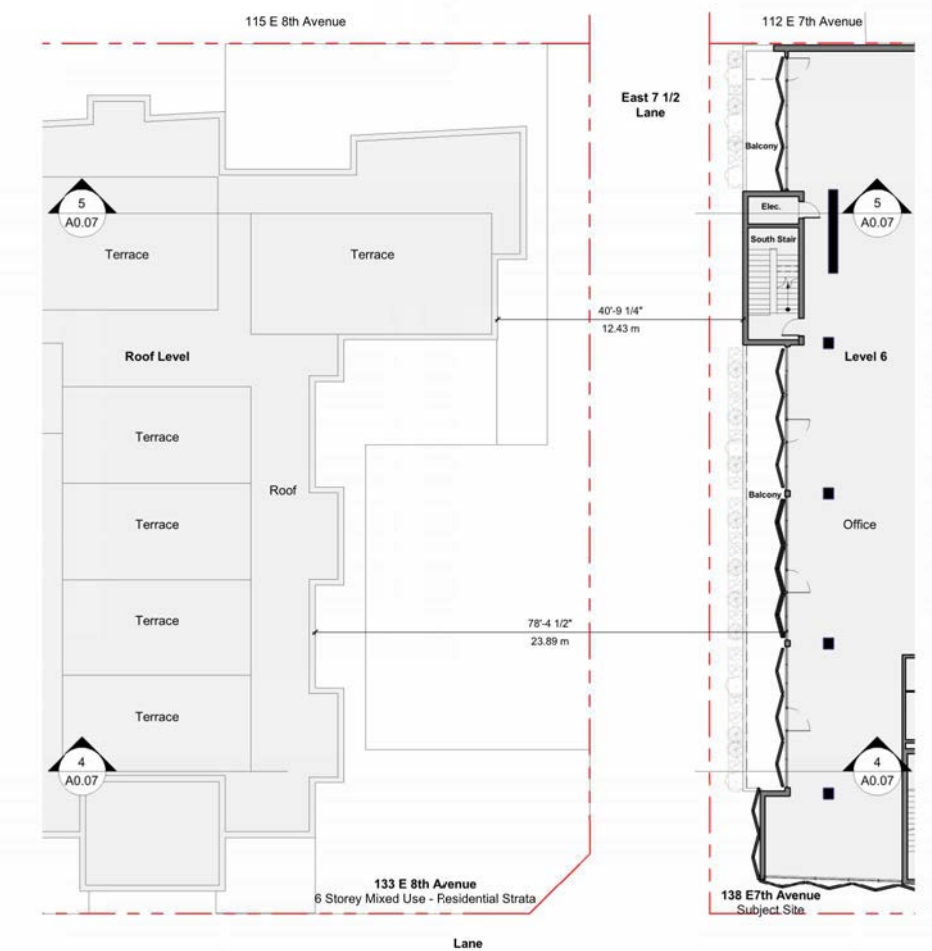 115 E 8th Avenue
112 E 7th Avenue
East 7 1/2
Lane
Balcony
5
A0.07
Elec.
5
A0.07
South Stair
Terrace
Terrace
40'-9 1/4"
12.43 m
Roof Level
Level 6
Terrace
Roof
Balcony
Terrace
Office
Terrace
78'-4 1/2"
23.89 m
Terrace
4
A0.07
4
A0.07
133 E 8th Avenue
6 Storey Mixed Use - Residential Strata
138 E7th Avenue
Subject Site
Lane